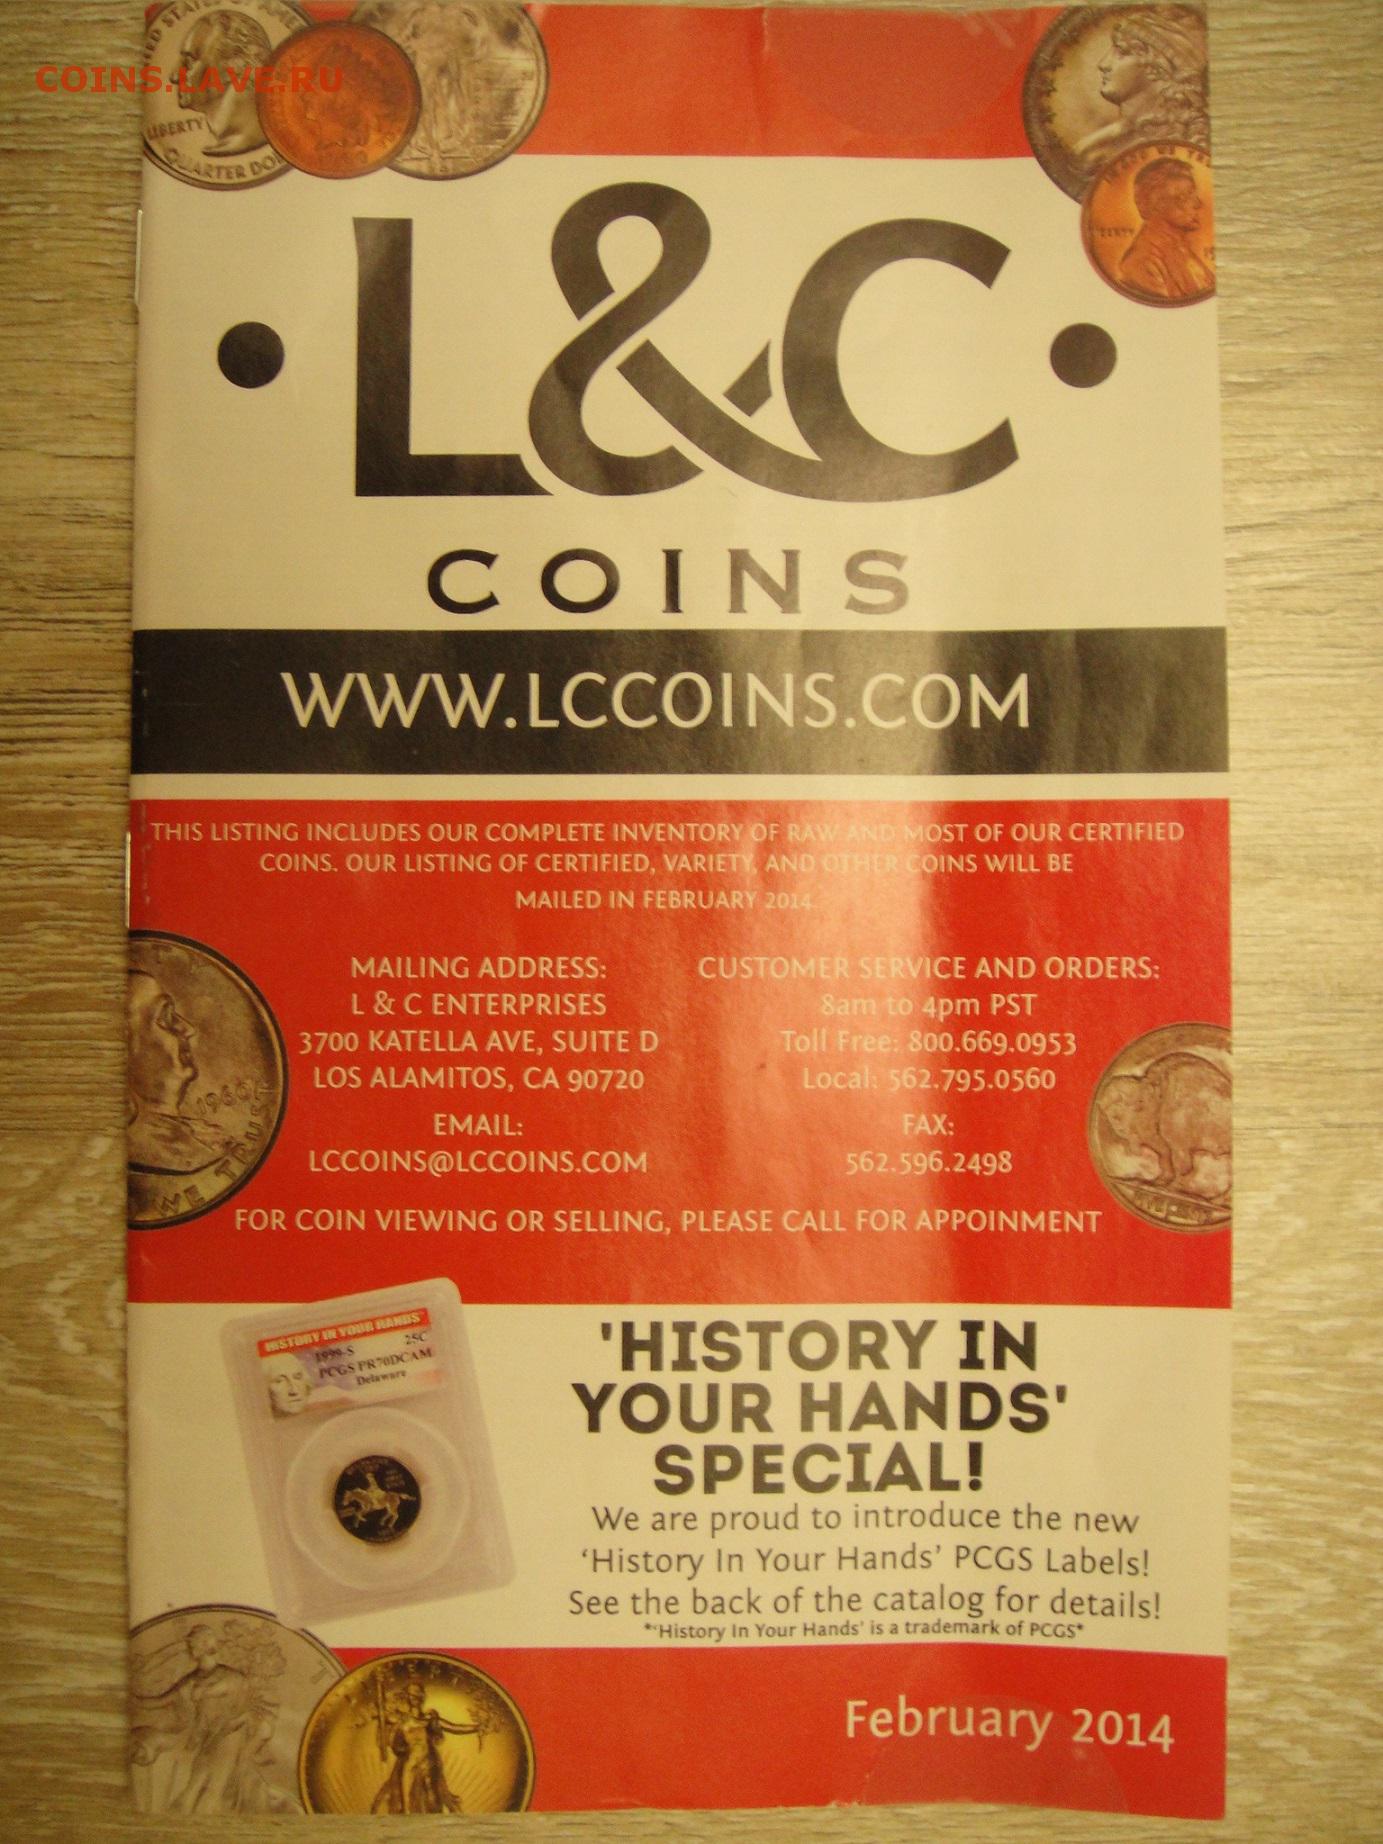 COINS.LAVE.RU
LIBERTY
QUARTER DO
L&C
COINS
WWW.LCCOINS.COM
THIS LISTING INCLUDES OUR COMPLETE INVENTORY OF RAW AND MOST OF OUR CERTIFIED
COINS. OUR LISTING OF CERTIFIED, VARIETY, AND OTHER COINS WILL BE
MAILED IN FEBRUARY 2014.
MAILING ADDRESS:
L & C ENTERPRISES
3700 KATELLA AVE, SUITE D
LOS ALAMITOS, CA 90720
EMAIL:
LCCOINS@LCCOINS.COM
CUSTOMER SERVICE AND ORDERS:
8am to 4pm PST
Toll Free: 800.669.0953
Local: 562.795.0560
FAX:
562.596.2498
1960
WE TRUST
FOR COIN VIEWING OR SELLING, PLEASE CALL FOR APPOINMENT
HISTORY IN YOUR HANDS
25C
1999-S
PCGS PR70DCAM
Delaware
'HISTORY IN
YOUR HANDS'
SPECIAL!
We are proud to introduce the new
‘History In Your Hands’ PCGS Labels!
See the back of the catalog for details!
*‘History In Your Hands’ is a trademark of PCGS*
February 2014